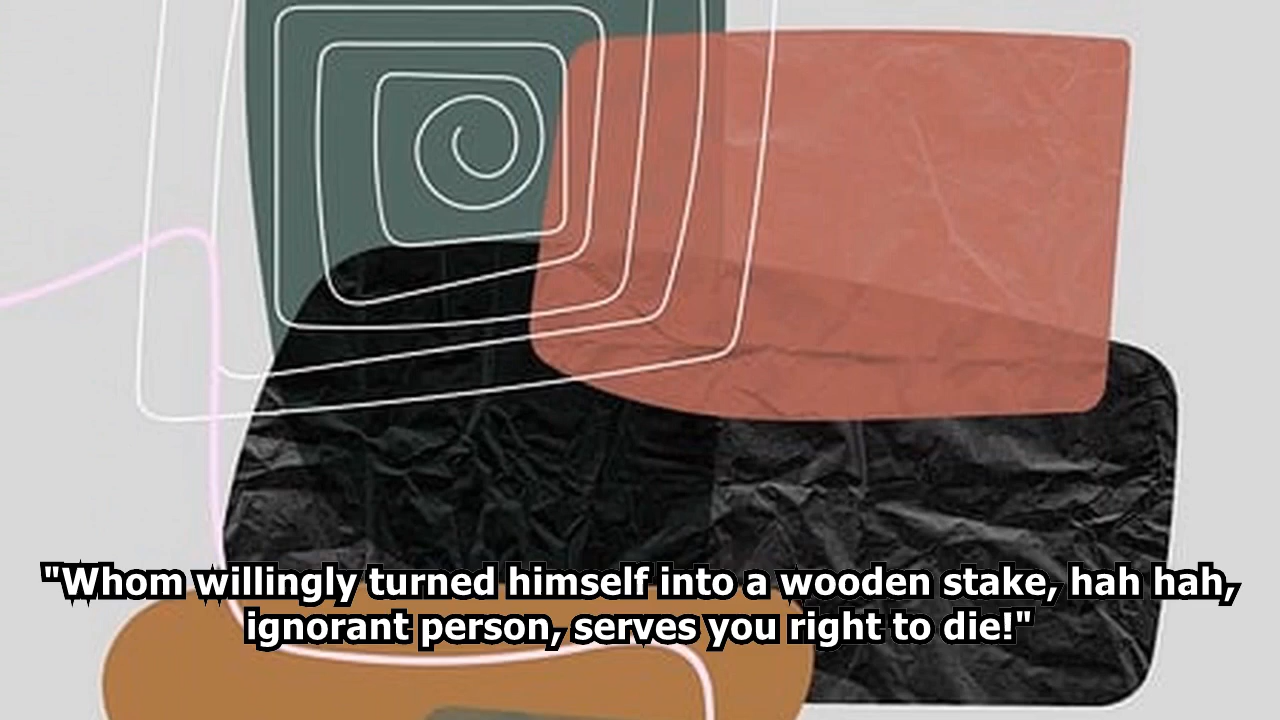 "Whom willingly turned himself into a wooden stake, hah hah,
ignorant person, serves you right to die!"